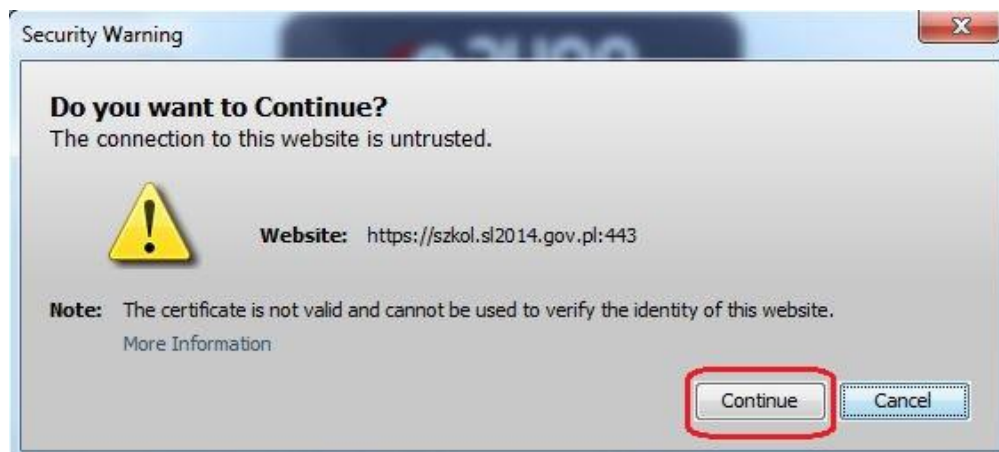 Security Warning
Do you want to Continue?
The connection to this website is untrusted.
Website: https://szkol.sl2014.gov.pl:443
Note: The certificate is not valid and cannot be used to verify the identity of this website.
More Information
Continue Cancel